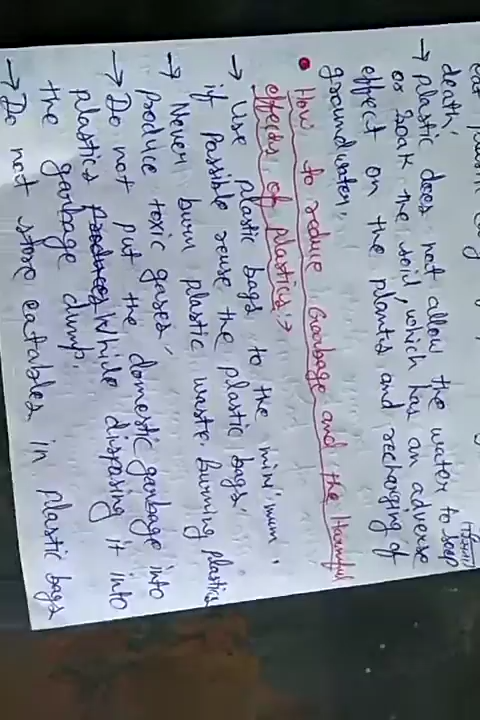 eat plastic
death.
→ plastic does not allow the water to seep
or soak the soil, which has an adverse
effect on the plants and recharging of
groundwater.
• How to reduce Garbage and the Harmful
effects of plastics:→
→ Use plastic bags to the minimum,
if possible reuse the plastic bags.
→ Never burn plastic waste. Burning plastics
produce toxic gases.
→ Do not put the domestic garbage into
plastics while disposing it into
the garbage dump.
→ Do not store eatables in plastic bags